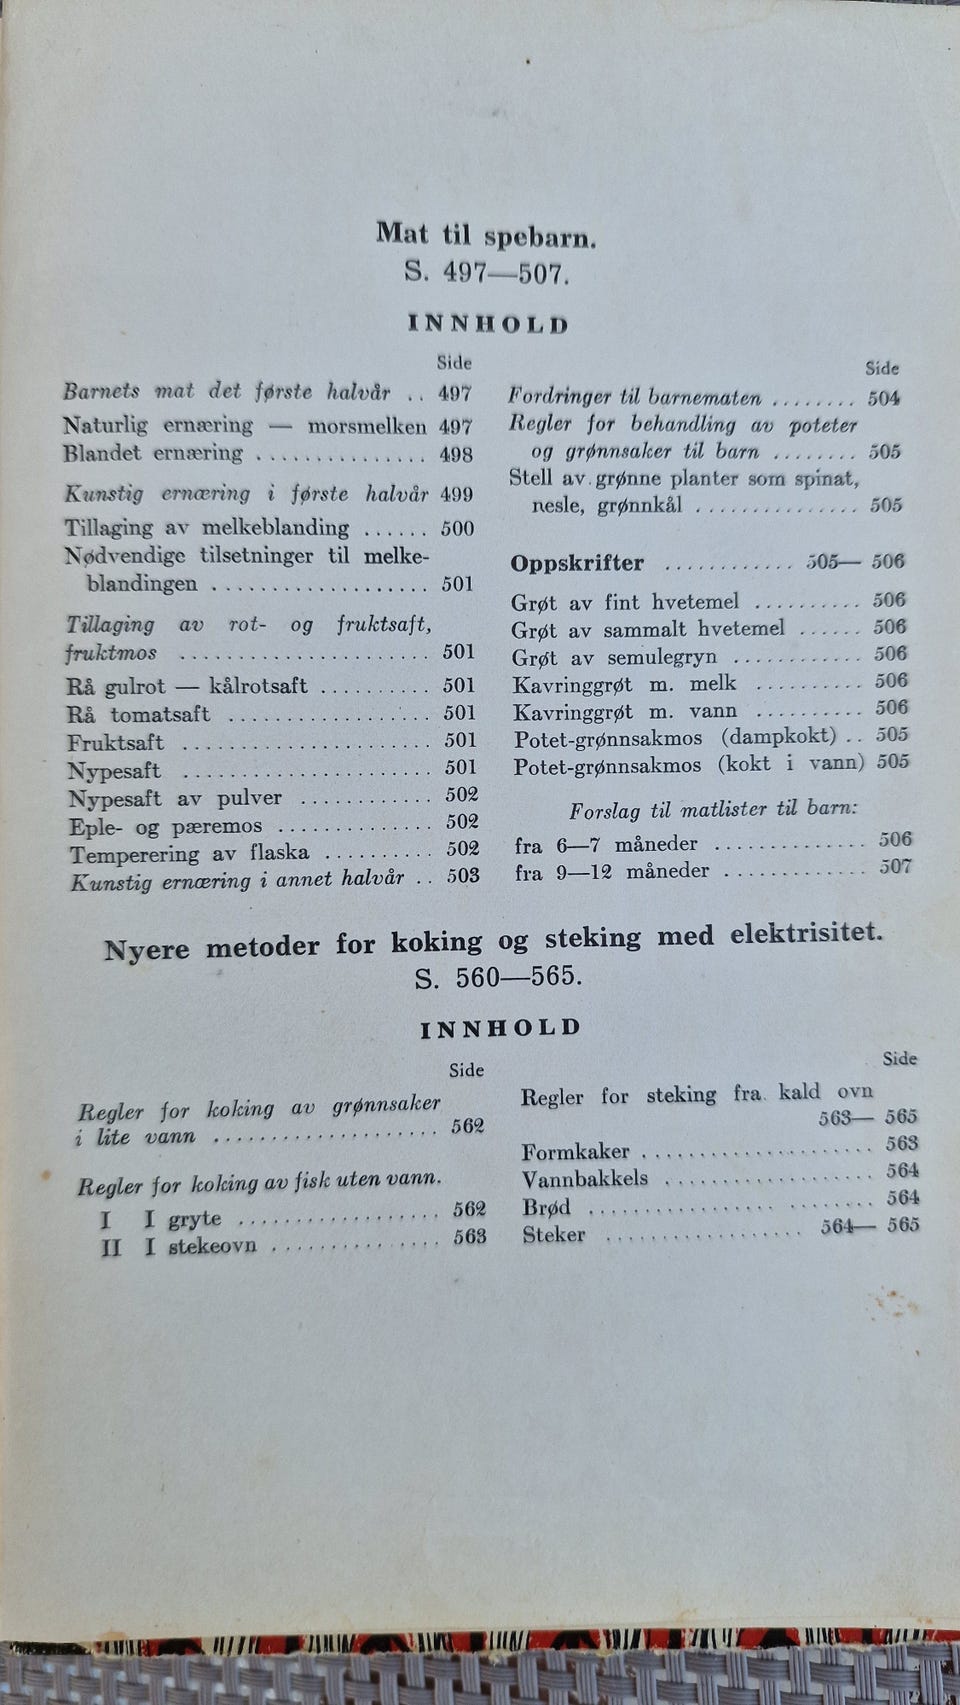 Mat til spebarn.
S. 497—507.
INNHOLD
Side
Barnets mat det første halvår .. 497
Naturlig ernæring — morsmelken 497
Blandet ernæring ............... 498
Kunstig ernæring i første halvår 499
Tillaging av melkeblanding ...... 500
Nødvendige tilsetninger til melke-
blandingen ................... 501
Tillaging av rot- og fruktsaft,
fruktmos ...................... 501
Rå gulrot — kålrotsaft .......... 501
Rå tomatsaft .................. 501
Fruktsaft ...................... 501
Nypesaft ...................... 501
Nypesaft av pulver ............ 502
Eple- og pæremos .............. 502
Temperering av flaska .......... 502
Kunstig ernæring i annet halvår .. 503
Side
Fordringer til barnematen ........ 504
Regler for behandling av poteter
og grønnsaker til barn ........ 505
Stell av grønne planter som spinat,
nesle, grønnkål ............... 505
Oppskrifter ............ 505— 506
Grøt av fint hvetemel .......... 506
Grøt av sammalt hvetemel ...... 506
Grøt av semulegryn ............ 506
Kavringgrøt m. melk .......... 506
Kavringgrøt m. vann .......... 506
Potet-grønnsakmos (dampkokt) .. 505
Potet-grønnsakmos (kokt i vann) 505
Forslag til matlister til barn:
fra 6—7 måneder .............. 506
fra 9—12 måneder ............. 507
Nyere metoder for koking og steking med elektrisitet.
S. 560—565.
INNHOLD
Side
Regler for koking av grønnsaker
i lite vann .................... 562
Regler for koking av fisk uten vann.
I I gryte .................. 562
II I stekeovn ............... 563
Side
Regler for steking fra kald ovn
563— 565
Formkaker .................... 563
Vannbakkels .................. 564
Brød ......................... 564
Steker .................. 564— 565